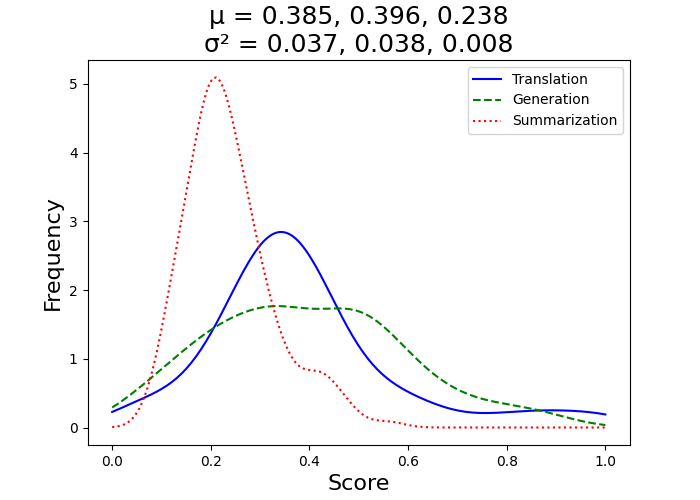 μ = 0.385, 0.396, 0.238
σ² = 0.037, 0.038, 0.008
Translation
Generation
Summarization
Frequency
5
4
3
2
1
0
0.0 0.2 0.4 0.6 0.8 1.0
Score